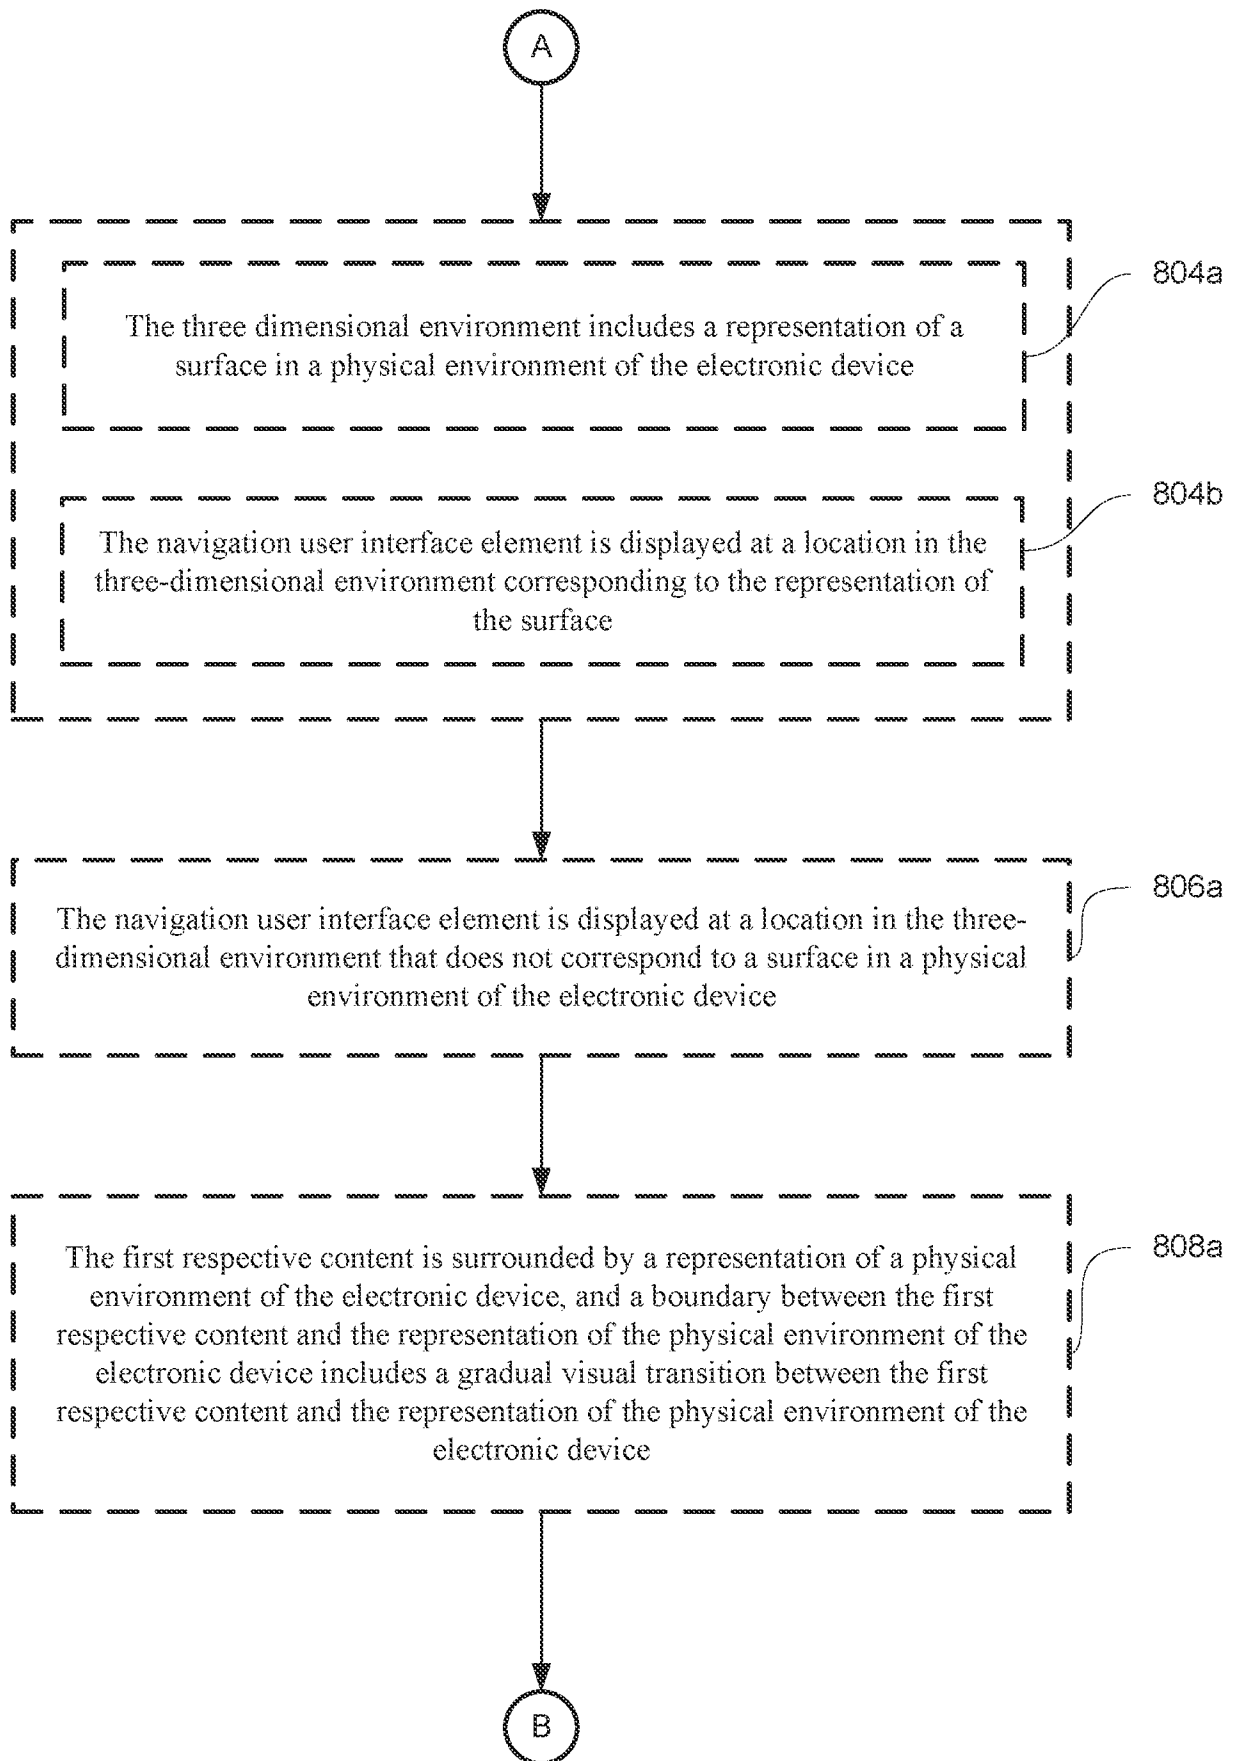 A
804a
The three dimensional environment includes a representation of a
surface in a physical environment of the electronic device
804b
The navigation user interface element is displayed at a location in the
three-dimensional environment corresponding to the representation of
the surface
806a
The navigation user interface element is displayed at a location in the three-
dimensional environment that does not correspond to a surface in a physical
environment of the electronic device
808a
The first respective content is surrounded by a representation of a physical
environment of the electronic device, and a boundary between the first
respective content and the representation of the physical environment of the
electronic device includes a gradual visual transition between the first
respective content and the representation of the physical environment of the
electronic device
B